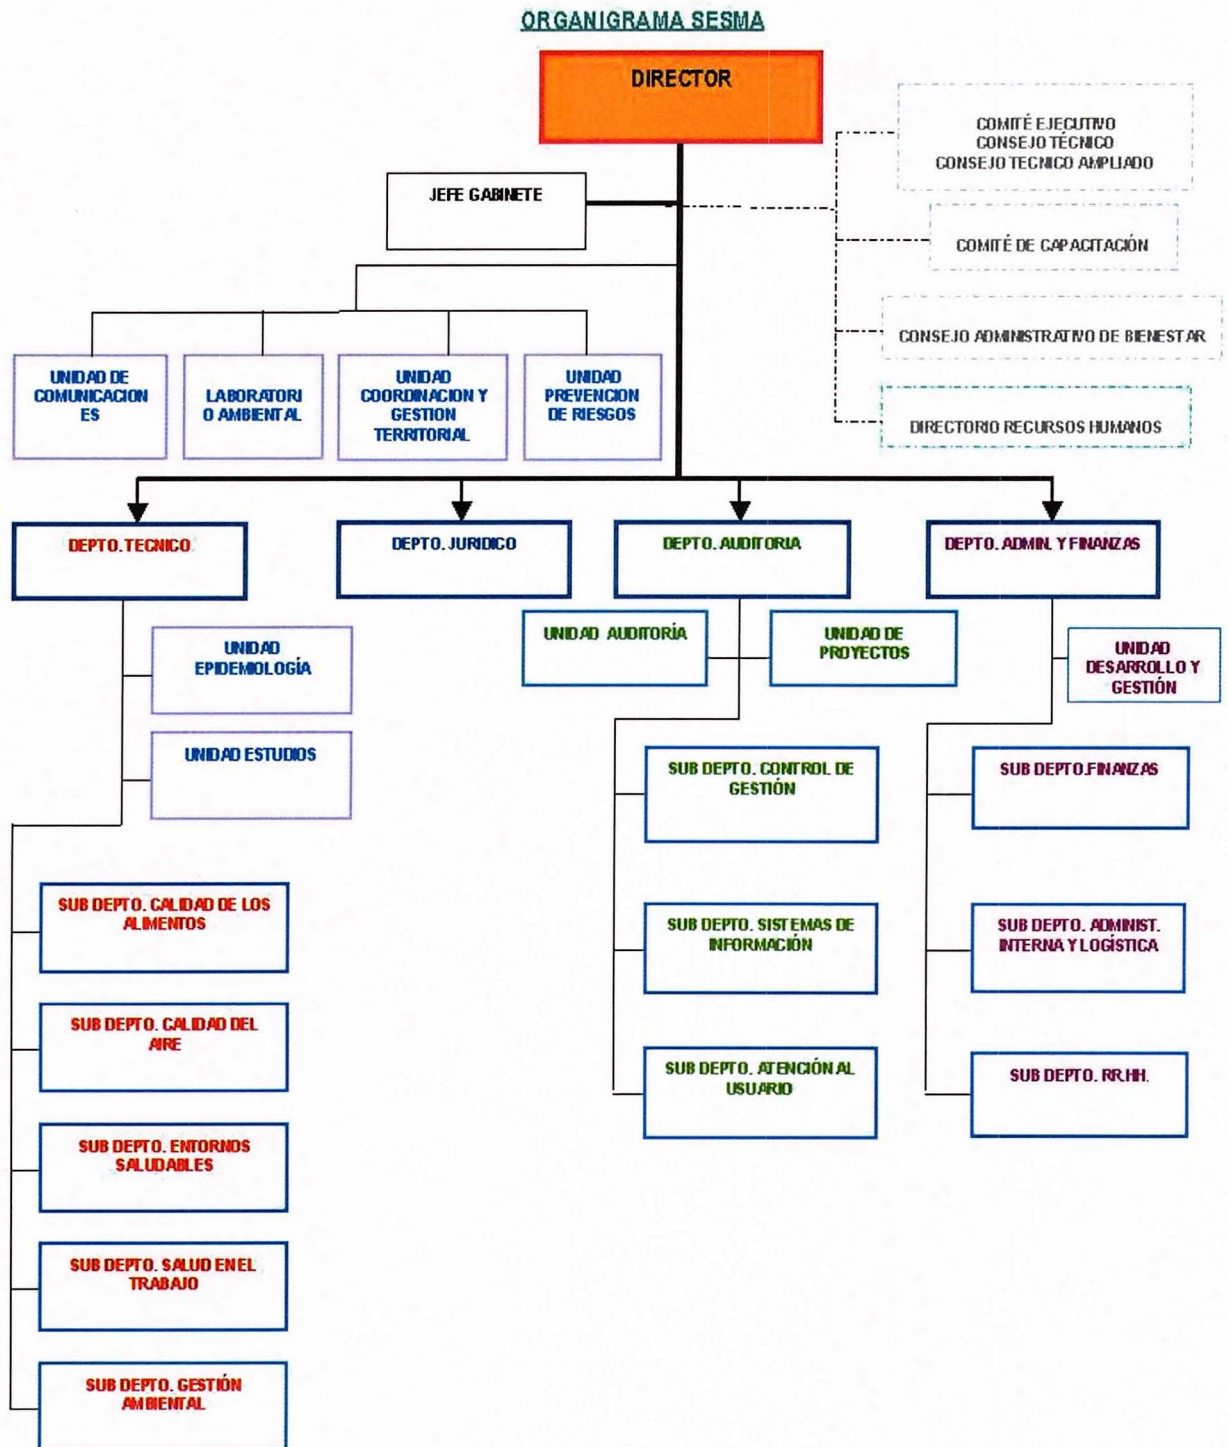 ORGANIGRAMA SESMA
DIRECTOR
COMITÉ EJECUTIVO
CONSEJO TÉCNICO
CONSEJO TECNICO AMPLIADO
JEFE GABINETE
COMITÉ DE CAPACITACIÓN
CONSEJO ADMINISTRATIVO DE BIENESTAR
DIRECTORIO RECURSOS HUMANOS
UNIDAD DE
COMUNICACION
ES
LABORATORI
O AMBIENTAL
UNIDAD
COORDINACION Y
GESTION
TERRITORIAL
UNIDAD
PREVENCION
DE RIESGOS
DEPTO. TECNICO
DEPTO. JURIDICO
DEPTO. AUDITORIA
DEPTO. ADMIN. Y FINANZAS
UNIDAD
EPIDEMIOLOGÍA
UNIDAD ESTUDIOS
UNIDAD AUDITORÍA
UNIDAD DE
PROYECTOS
UNIDAD
DESARROLLO Y
GESTIÓN
SUB DEPTO. CALIDAD DE LOS
ALIMENTOS
SUB DEPTO. CALIDAD DEL
AIRE
SUB DEPTO. ENTORNOS
SALUDABLES
SUB DEPTO. SALUD EN EL
TRABAJO
SUB DEPTO. GESTIÓN
AMBIENTAL
SUB DEPTO. CONTROL DE
GESTIÓN
SUB DEPTO. SISTEMAS DE
INFORMACIÓN
SUB DEPTO. ATENCIÓN AL
USUARIO
SUB DEPTO.FINANZAS
SUB DEPTO. ADMINIST.
INTERNA Y LOGÍSTICA
SUB DEPTO. RR.HH.